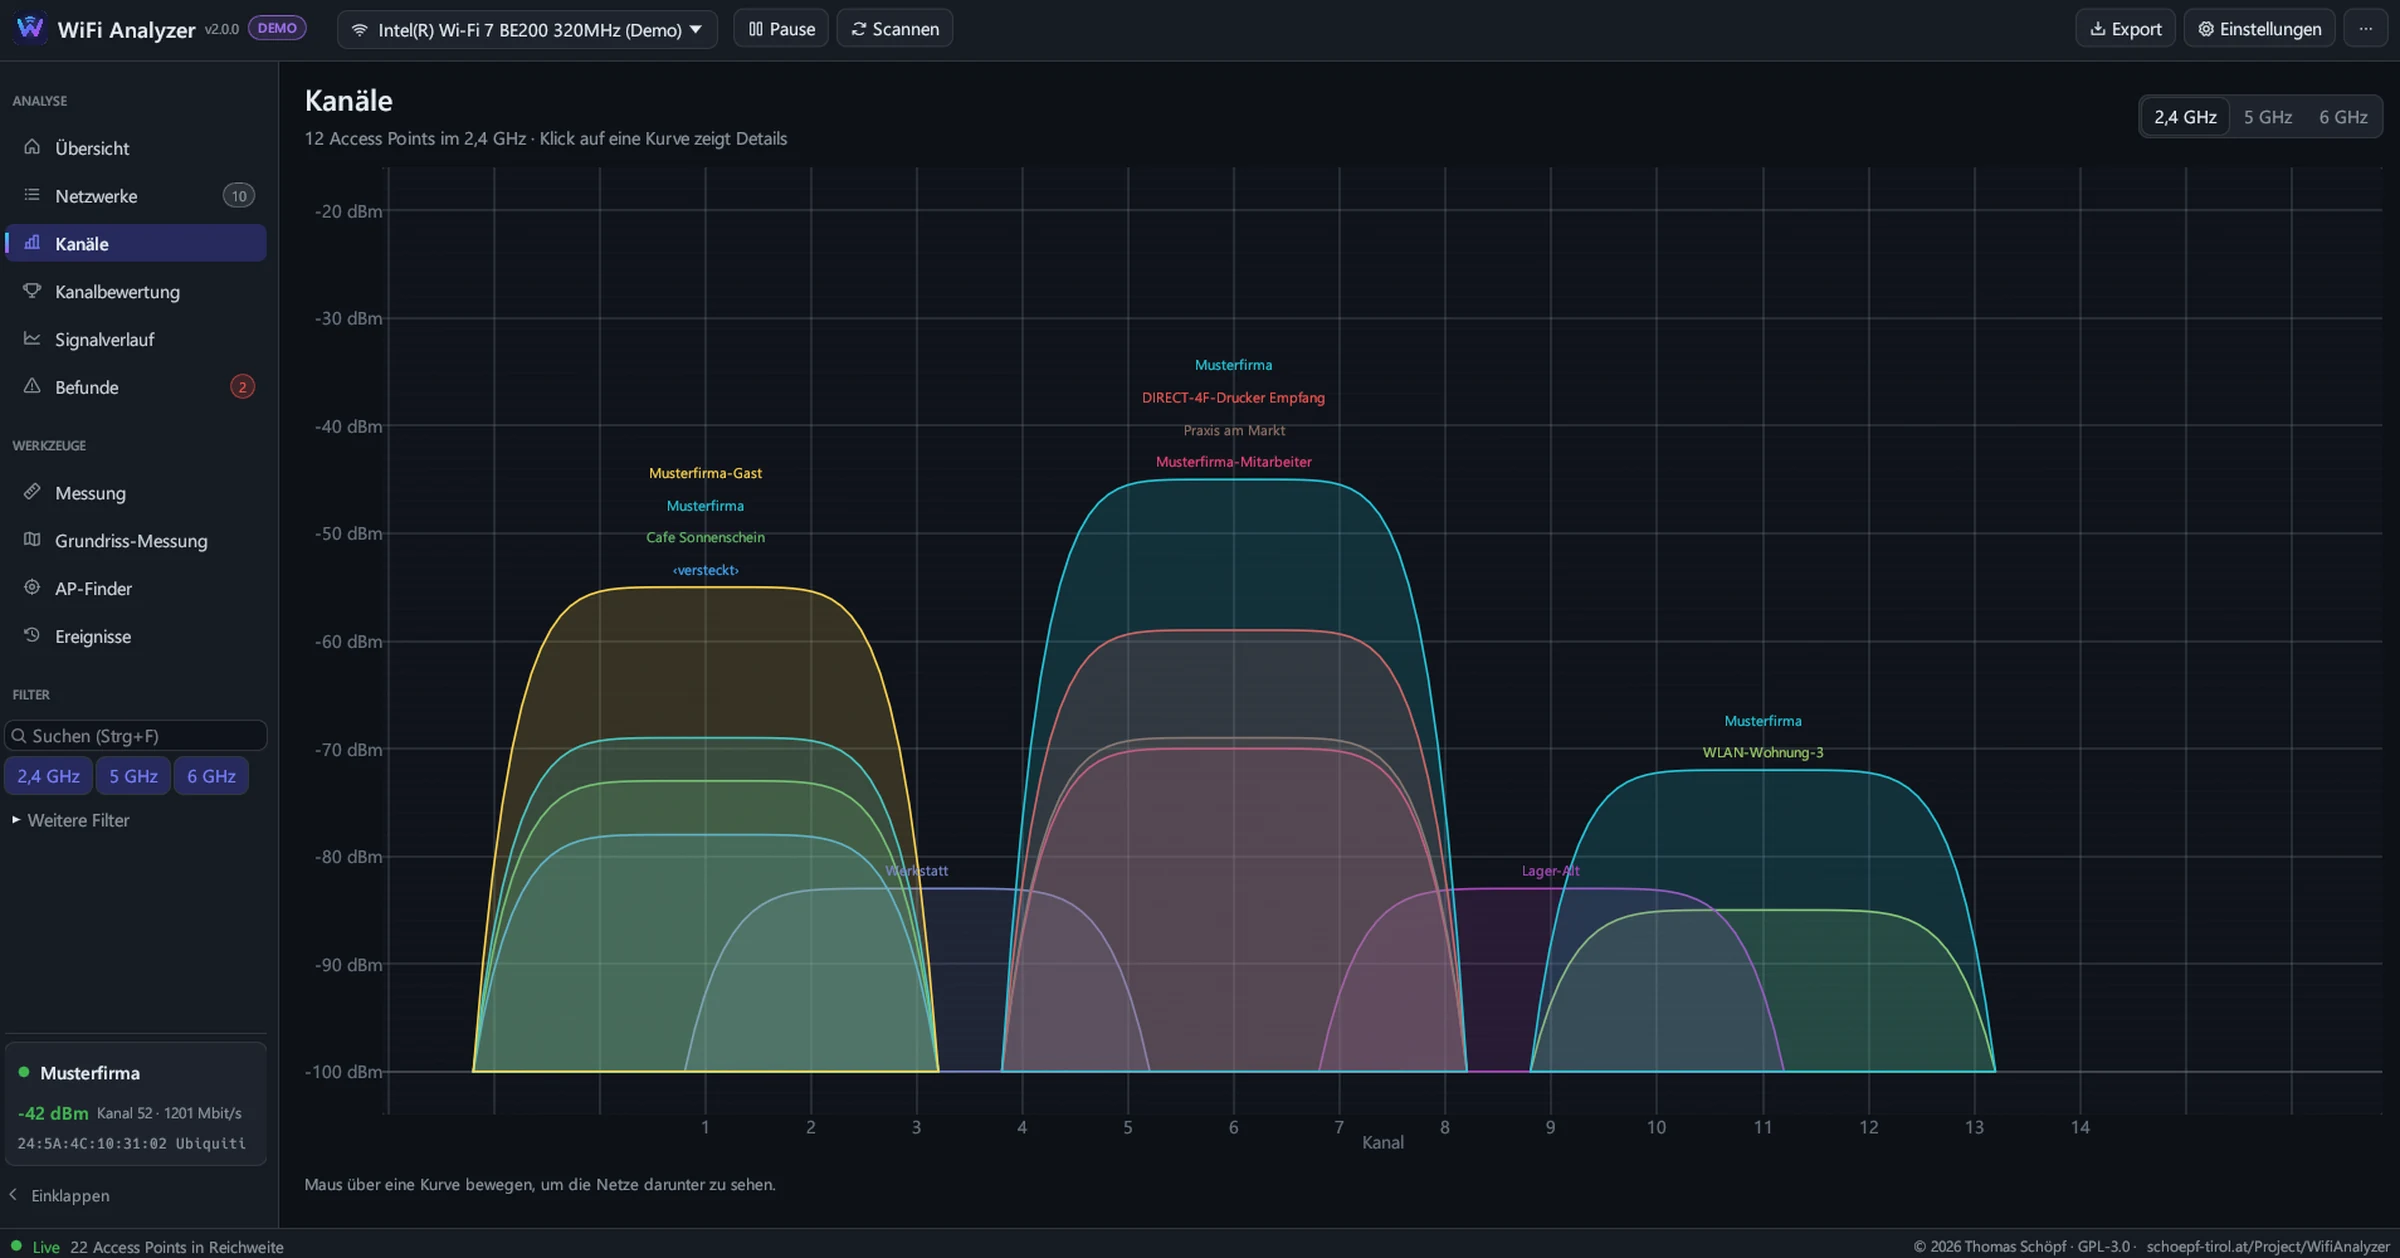 WiFi Analyzer v2.0.0 DEMO
Intel(R) Wi-Fi 7 BE200 320MHz (Demo)
Pause
Scannen
Export
Einstellungen
...
ANALYSE
Übersicht
Netzwerke 10
Kanäle
Kanalbewertung
Signalverlauf
Befunde 2
WERKZEUGE
Messung
Grundriss-Messung
AP-Finder
Ereignisse
FILTER
Suchen (Strg+F)
2,4 GHz 5 GHz 6 GHz
Weitere Filter
Musterfirma
-42 dBm Kanal 52 · 1201 Mbit/s
24:5A:4C:10:31:02 Ubiquiti
Einklappen
Kanäle
12 Access Points im 2,4 GHz · Klick auf eine Kurve zeigt Details
2,4 GHz 5 GHz 6 GHz
-20 dBm
-30 dBm
-40 dBm
-50 dBm
-60 dBm
-70 dBm
-80 dBm
-90 dBm
-100 dBm
Musterfirma-Gast
Musterfirma
Cafe Sonnenschein
‹versteckt›
Werkstatt
Musterfirma
DIRECT-4F-Drucker Empfang
Praxis am Markt
Musterfirma-Mitarbeiter
Lager-Alt
Musterfirma
WLAN-Wohnung-3
1 2 3 4 5 6 7 8 9 10 11 12 13 14
Kanal
Maus über eine Kurve bewegen, um die Netze darunter zu sehen.
Live 22 Access Points in Reichweite
© 2026 Thomas Schöpf · GPL-3.0 · schoepf-tirol.at/Project/WifiAnalyzer